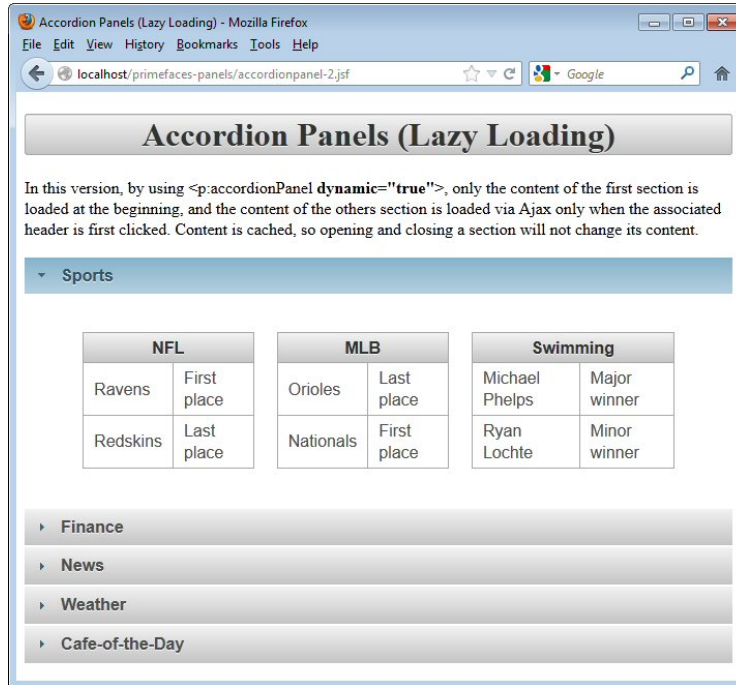 Accordion Panels (Lazy Loading) - Mozilla Firefox
File Edit View History Bookmarks Tools Help
localhost/primefaces-panels/accordionpanel-2.jsf
Google
Accordion Panels (Lazy Loading)
In this version, by using <p:accordionPanel dynamic="true">, only the content of the first section is
loaded at the beginning, and the content of the others section is loaded via Ajax only when the associated
header is first clicked. Content is cached, so opening and closing a section will not change its content.
Sports
NFL MLB Swimming
Ravens First place Orioles Last place Michael Phelps Major winner
Redskins Last place Nationals First place Ryan Lochte Minor winner
Finance
News
Weather
Cafe-of-the-Day